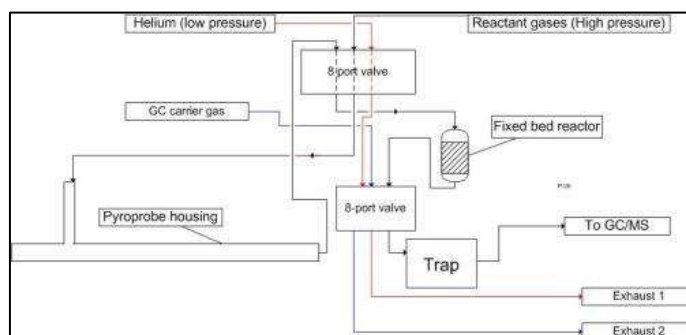 Helium (low pressure)
Reactant gases (High pressure)
8-port valve
GC carrier gas
Fixed bed reactor
Pyroprobe housing
8-port valve
To GC/MS
Trap
Exhaust 1
Exhaust 2